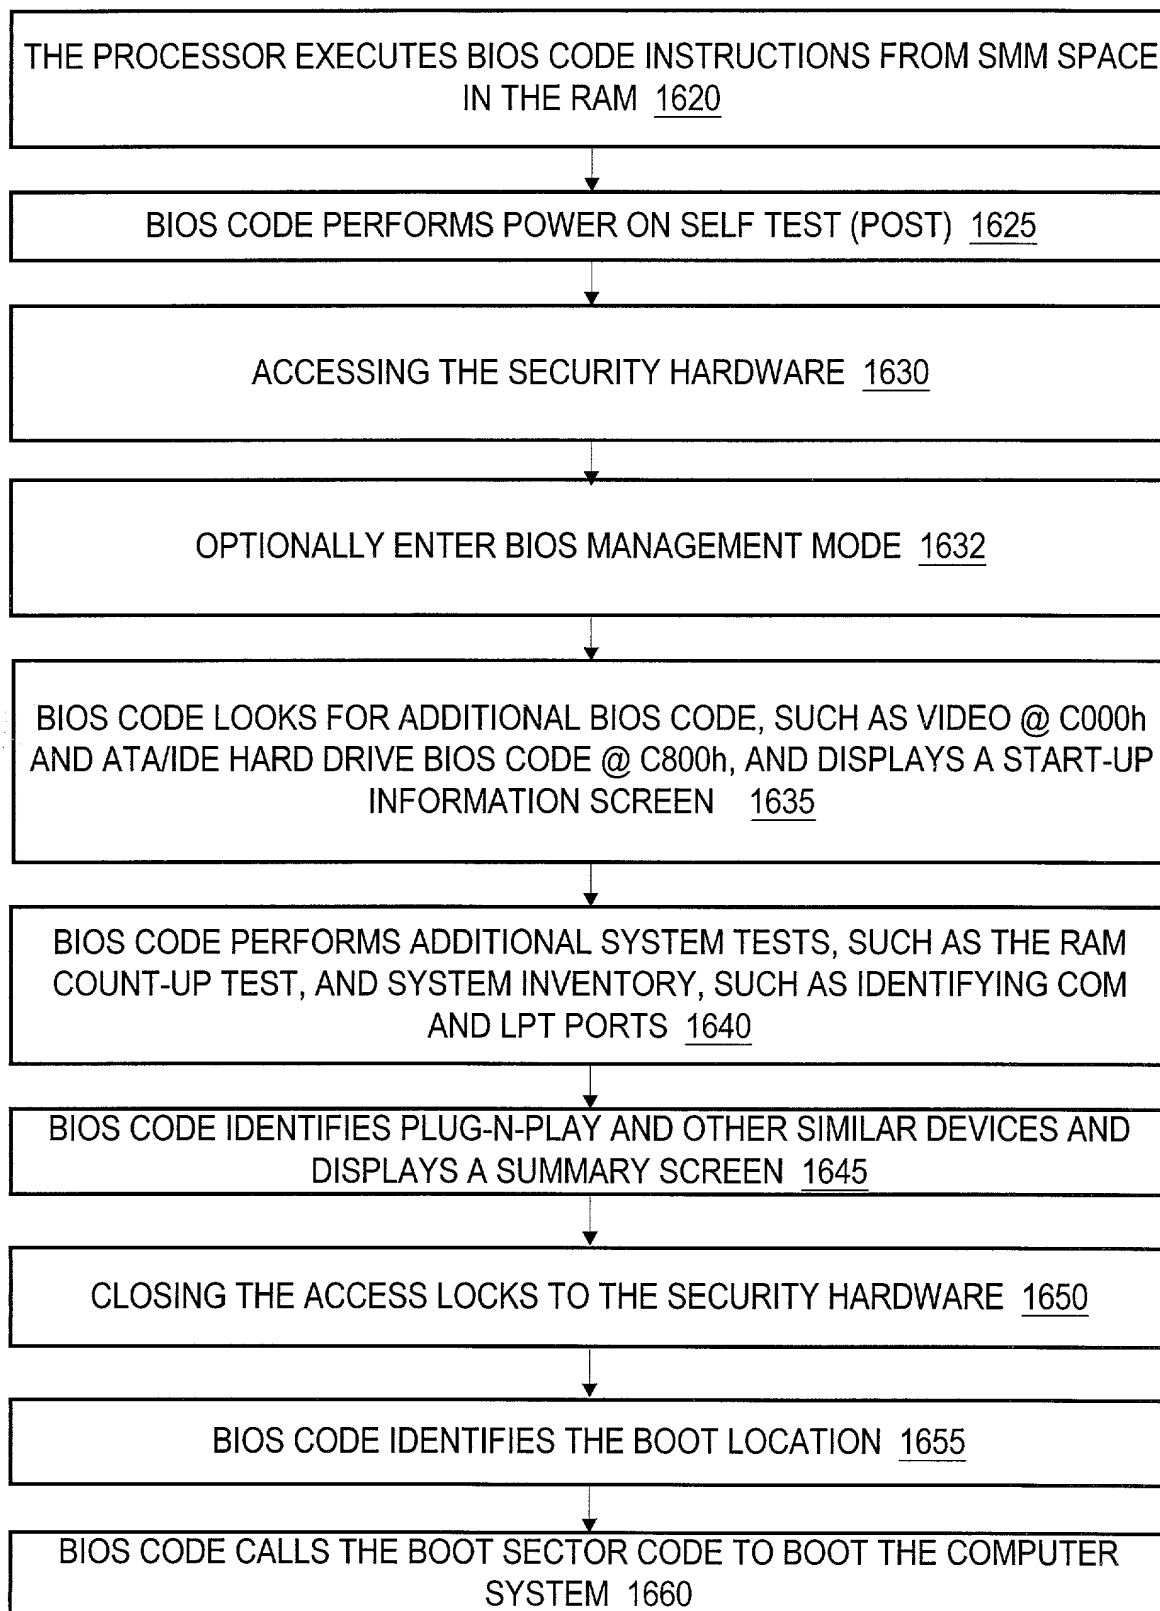 THE PROCESSOR EXECUTES BIOS CODE INSTRUCTIONS FROM SMM SPACE
IN THE RAM 1620
BIOS CODE PERFORMS POWER ON SELF TEST (POST) 1625
ACCESSING THE SECURITY HARDWARE 1630
OPTIONALLY ENTER BIOS MANAGEMENT MODE 1632
BIOS CODE LOOKS FOR ADDITIONAL BIOS CODE, SUCH AS VIDEO @ C000h
AND ATA/IDE HARD DRIVE BIOS CODE @ C800h, AND DISPLAYS A START-UP
INFORMATION SCREEN 1635
BIOS CODE PERFORMS ADDITIONAL SYSTEM TESTS, SUCH AS THE RAM
COUNT-UP TEST, AND SYSTEM INVENTORY, SUCH AS IDENTIFYING COM
AND LPT PORTS 1640
BIOS CODE IDENTIFIES PLUG-N-PLAY AND OTHER SIMILAR DEVICES AND
DISPLAYS A SUMMARY SCREEN 1645
CLOSING THE ACCESS LOCKS TO THE SECURITY HARDWARE 1650
BIOS CODE IDENTIFIES THE BOOT LOCATION 1655
BIOS CODE CALLS THE BOOT SECTOR CODE TO BOOT THE COMPUTER
SYSTEM 1660